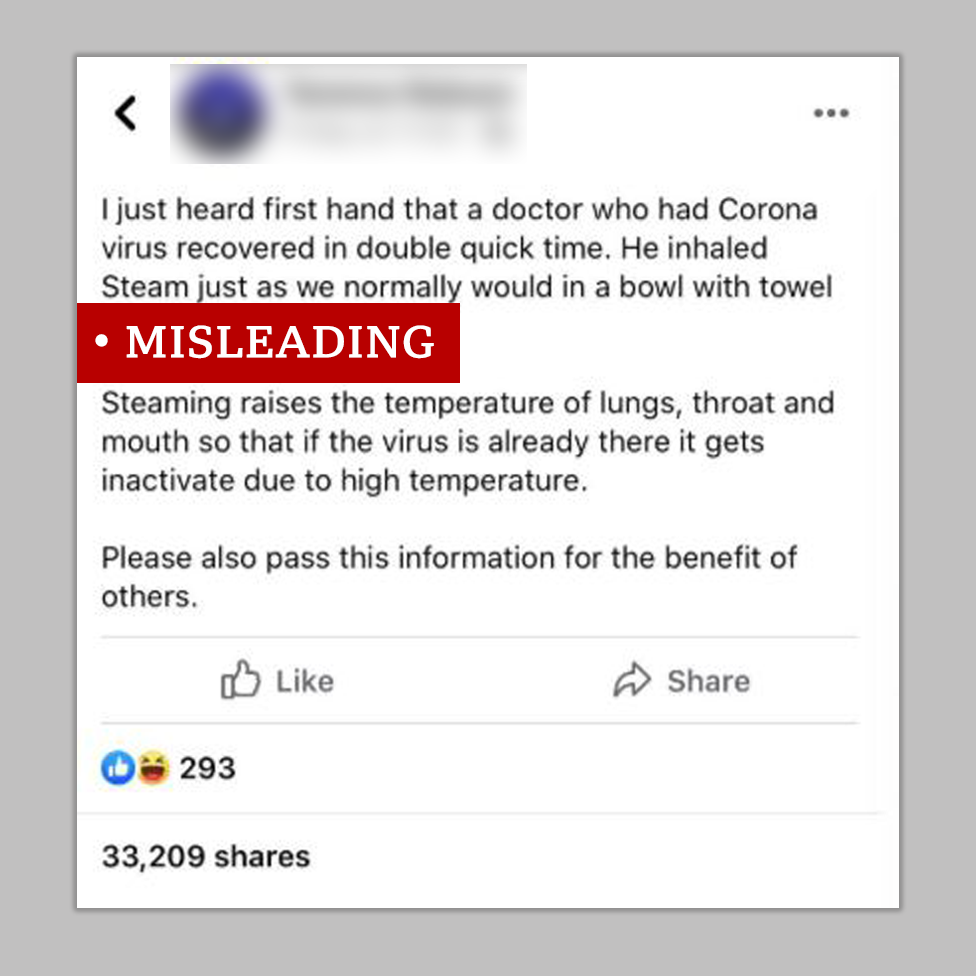 I just heard first hand that a doctor who had Corona
virus recovered in double quick time. He inhaled
Steam just as we normally would in a bowl with towel
• MISLEADING
Steaming raises the temperature of lungs, throat and
mouth so that if the virus is already there it gets
inactivate due to high temperature.
Please also pass this information for the benefit of
others.
Like
Share
293
33,209 shares